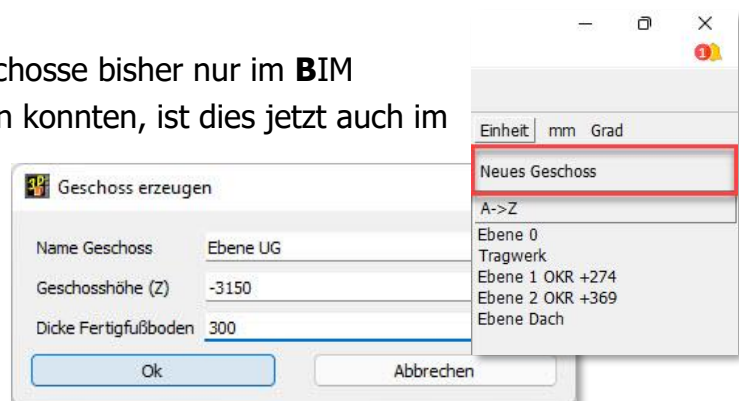 1
chosse bisher nur im BIM
n konnten, ist dies jetzt auch im
Einheit mm Grad
Neues Geschoss
A->Z
Ebene 0
Tragwerk
Ebene 1 OKR +274
Ebene 2 OKR +369
Ebene Dach
Geschoss erzeugen
Name Geschoss Ebene UG
Geschosshöhe (Z) -3150
Dicke Fertigfußboden 300
Ok Abbrechen